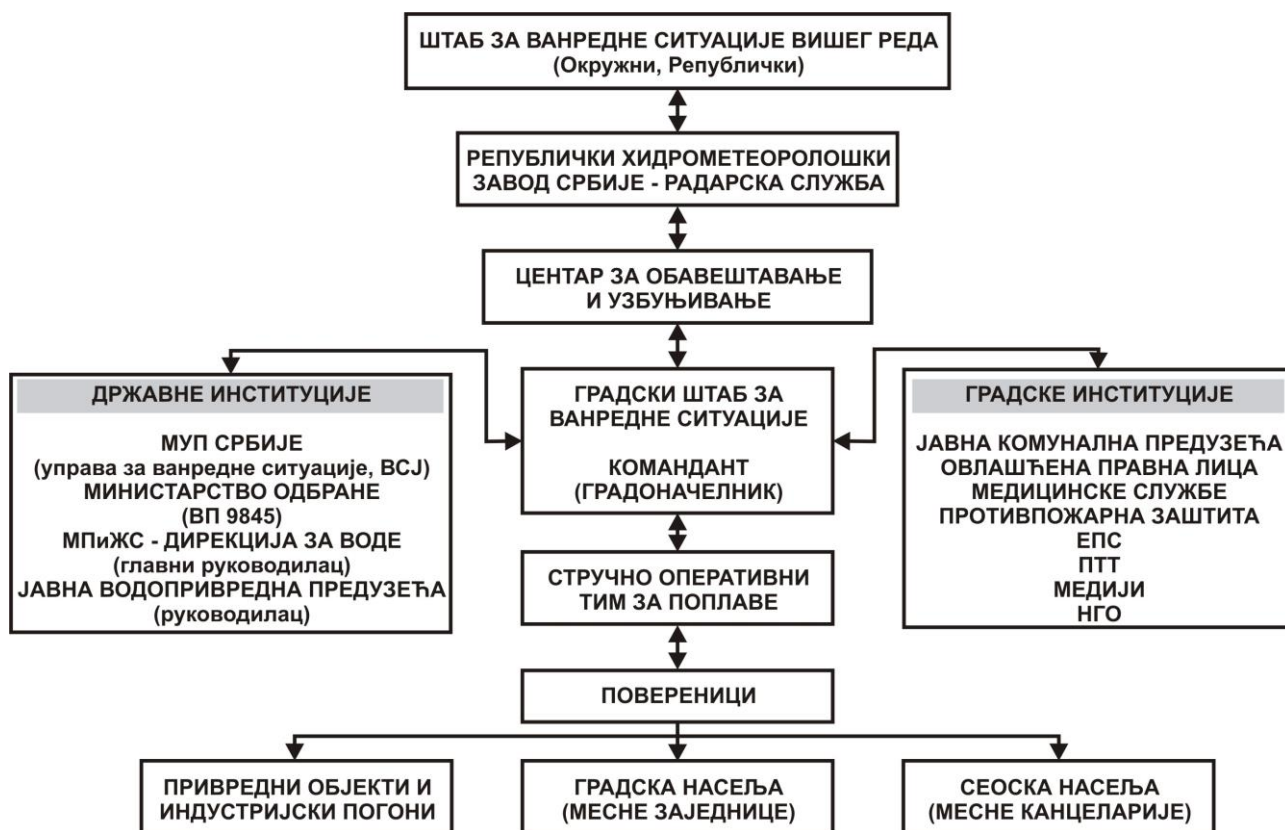 ШТАБ ЗА ВАНРЕДНЕ СИТУАЦИЈЕ ВИШЕГ РЕДА
(Окружни, Републички)
РЕПУБЛИЧКИ ХИДРОМЕТЕОРОЛОШКИ
ЗАВОД СРБИЈЕ - РАДАРСКА СЛУЖБА
ЦЕНТАР ЗА ОБАВЕШТАВАЊЕ
И УЗБУЊИВАЊЕ
ДРЖАВНЕ ИНСТИТУЦИЈЕ
МУП СРБИЈЕ
(управа за ванредне ситуације, ВСЈ)
МИНИСТАРСТВО ОДБРАНЕ
(ВП 9845)
МПиЖС - ДИРЕКЦИЈА ЗА ВОДЕ
(главни руководилац)
ЈАВНА ВОДОПРИВРЕДНА ПРЕДУЗЕЋА
(руководилац)
ГРАДСКИ ШТАБ ЗА
ВАНРЕДНЕ СИТУАЦИЈЕ
КОМАНДАНТ
(ГРАДОНАЧЕЛНИК)
ГРАДСКЕ ИНСТИТУЦИЈЕ
ЈАВНА КОМУНАЛНА ПРЕДУЗЕЋА
ОВЛАШЋЕНА ПРАВНА ЛИЦА
МЕДИЦИНСКЕ СЛУЖБЕ
ПРОТИВПОЖАРНА ЗАШТИТА
ЕПС
ПТТ
МЕДИЈИ
НГО
СТРУЧНО ОПЕРАТИВНИ
ТИМ ЗА ПОПЛАВЕ
ПОВЕРЕНИЦИ
ПРИВРЕДНИ ОБЈЕКТИ И
ИНДУСТРИЈСКИ ПОГОНИ
ГРАДСКА НАСЕЉА
(МЕСНЕ ЗАЈЕДНИЦЕ)
СЕОСКА НАСЕЉА
(МЕСНЕ КАНЦЕЛАРИЈЕ)